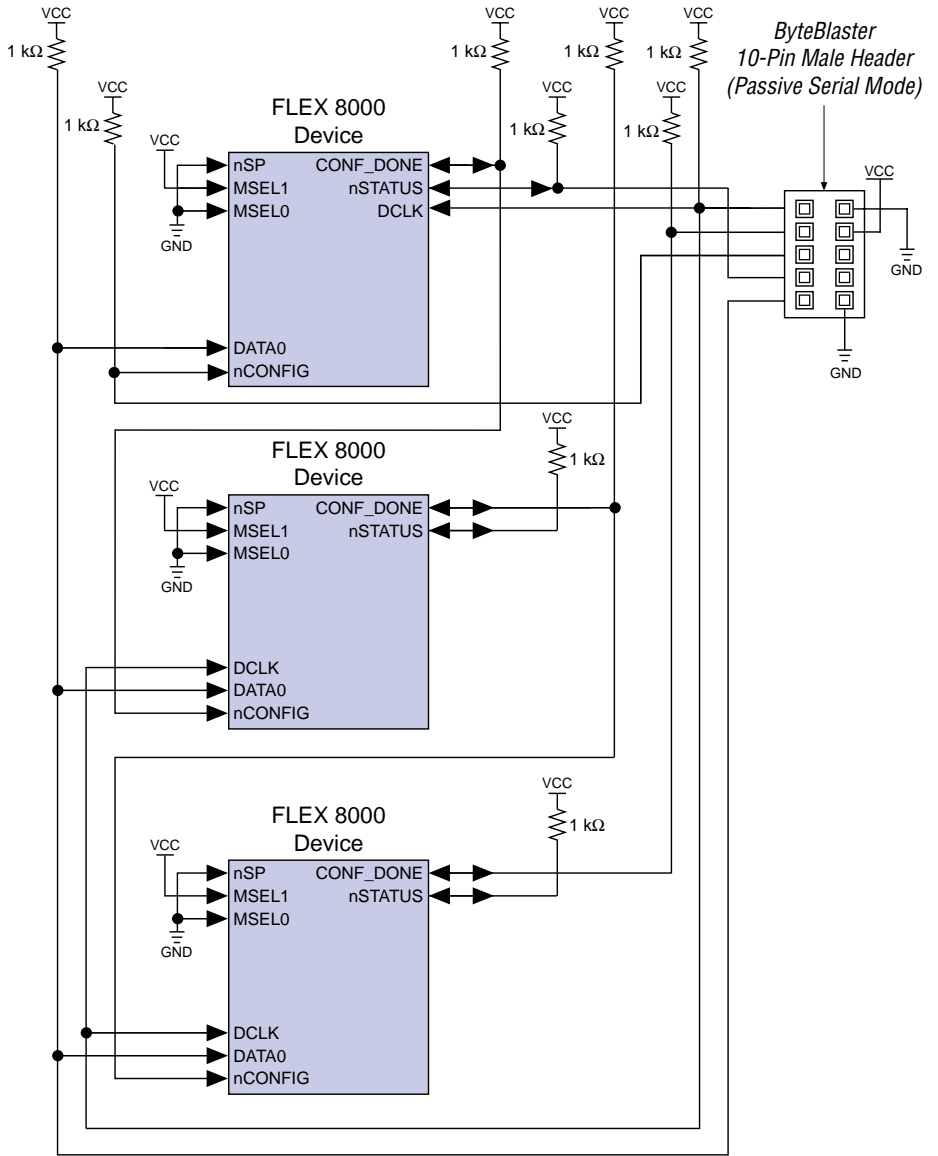 VCC VCC VCC VCC
1 kΩ 1 kΩ 1 kΩ 1 kΩ
ByteBlaster
10-Pin Male Header
(Passive Serial Mode)
VCC VCC VCC
1 kΩ 1 kΩ 1 kΩ
FLEX 8000
Device
VCC
nSP CONF_DONE
MSEL1 nSTATUS
MSEL0 DCLK
GND
VCC
GND
DATA0
nCONFIG
GND
VCC
1 kΩ
FLEX 8000
Device
VCC
nSP CONF_DONE
MSEL1 nSTATUS
MSEL0
GND
DCLK
DATA0
nCONFIG
VCC
1 kΩ
FLEX 8000
Device
VCC
nSP CONF_DONE
MSEL1 nSTATUS
MSEL0
GND
DCLK
DATA0
nCONFIG